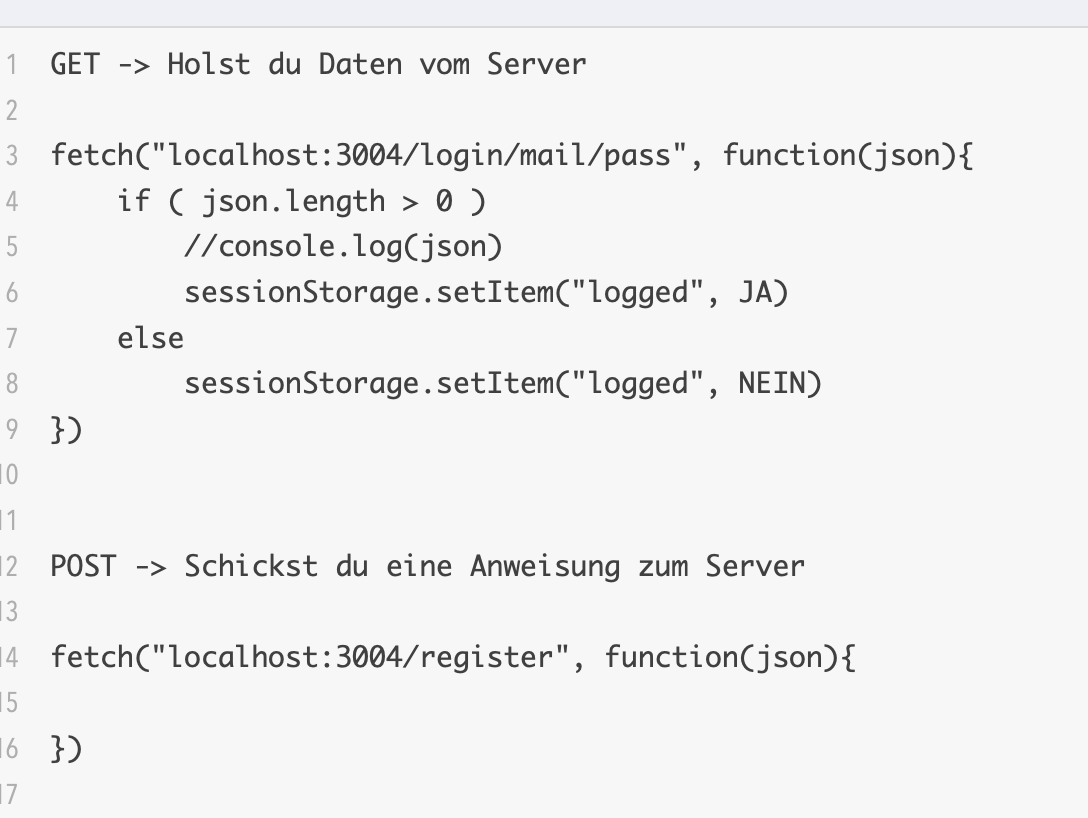 1 GET -> Holst du Daten vom Server
2
3 fetch("localhost:3004/login/mail/pass", function(json){
4     if ( json.length > 0 )
5         //console.log(json)
6         sessionStorage.setItem("logged", JA)
7     else
8         sessionStorage.setItem("logged", NEIN)
9 })
10
11
12 POST -> Schickst du eine Anweisung zum Server
13
14 fetch("localhost:3004/register", function(json){
15
16 })
17